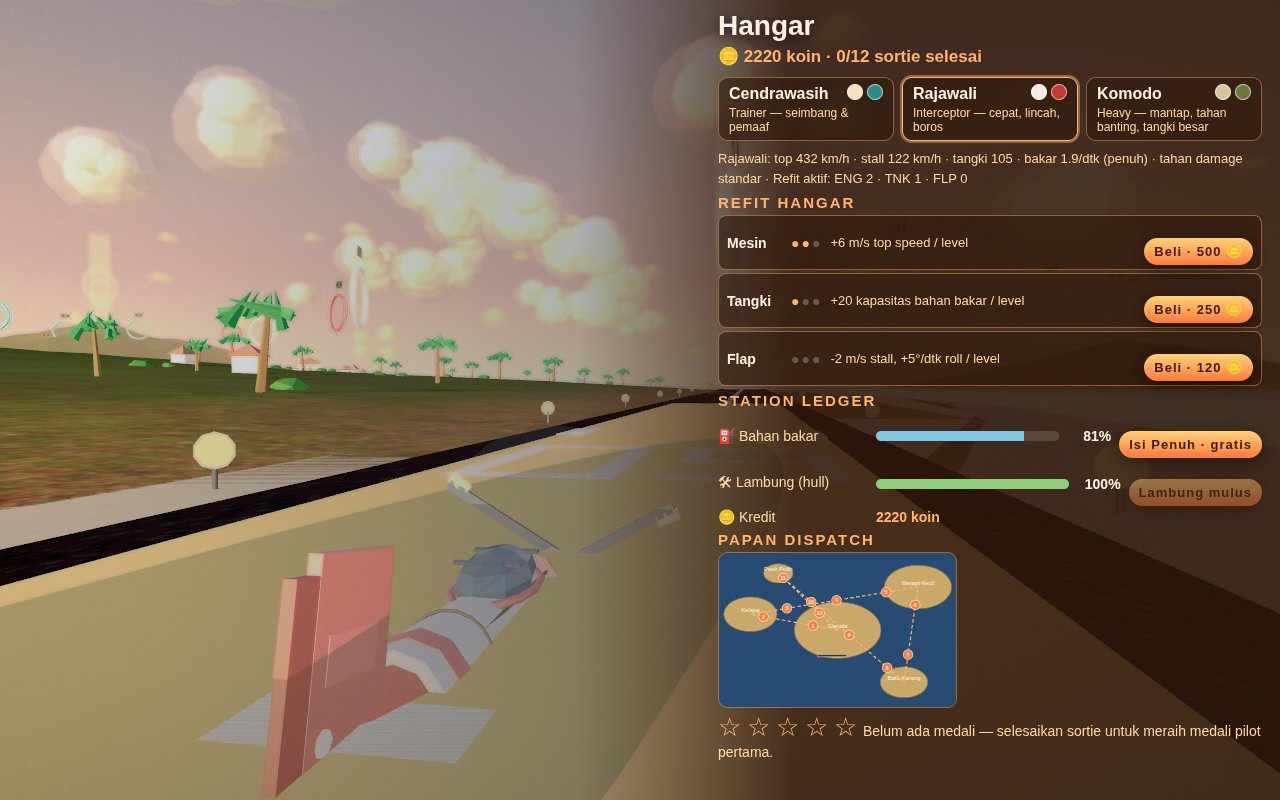 Hangar
🪙 2220 koin · 0/12 sortie selesai
Cendrawasih
Trainer — seimbang &
pemaaf
Rajawali
Interceptor — cepat, lincah,
boros
Komodo
Heavy — mantap, tahan
banting, tangki besar
Rajawali: top 432 km/h · stall 122 km/h · tangki 105 · bakar 1.9/dtk (penuh) · tahan damage
standar · Refit aktif: ENG 2 · TNK 1 · FLP 0
REFIT HANGAR
Mesin ●●● +6 m/s top speed / level
Beli · 500 🪙
Tangki ●●● +20 kapasitas bahan bakar / level
Beli · 250 🪙
Flap ●●● -2 m/s stall, +5°/dtk roll / level
Beli · 120 🪙
STATION LEDGER
⛽ Bahan bakar 81% Isi Penuh · gratis
🛠 Lambung (hull) 100% Lambung mulus
🪙 Kredit 2220 koin
PAPAN DISPATCH
Pasir Putih
Merapi Kecil
Kelapa
Garuda
Batu Karang
☆ ☆ ☆ ☆ ☆ Belum ada medali — selesaikan sortie untuk meraih medali pilot
pertama.